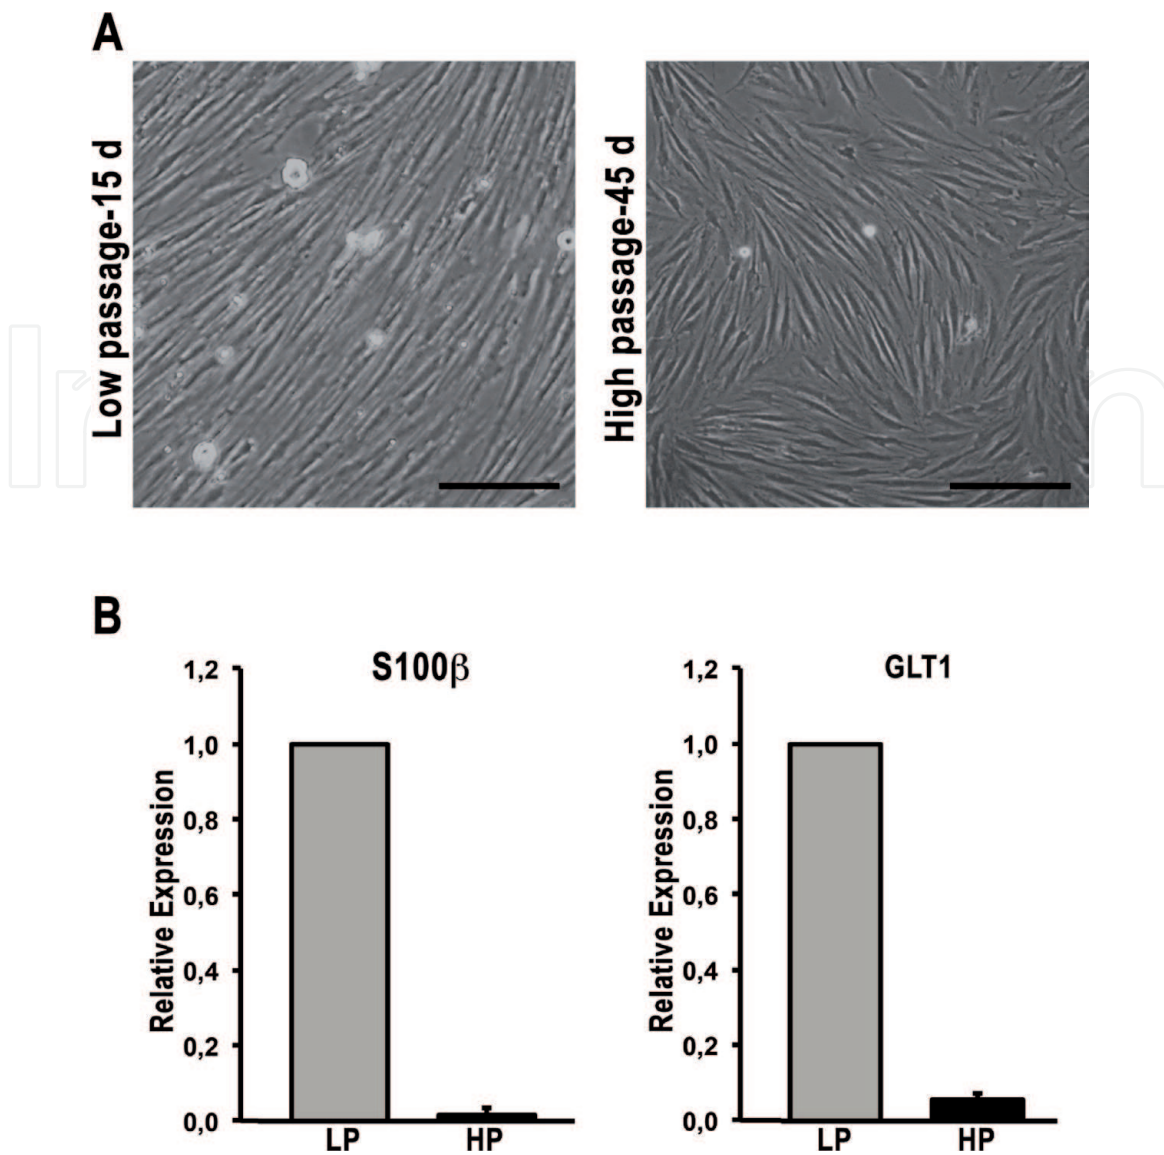 A
Low passage-15 d
High passage-45 d
B
S100β
Relative Expression
1,2
1,0
0,8
0,6
0,4
0,2
0,0
LP
HP
GLT1
Relative Expression
1,2
1,0
0,8
0,6
0,4
0,2
0,0
LP
HP